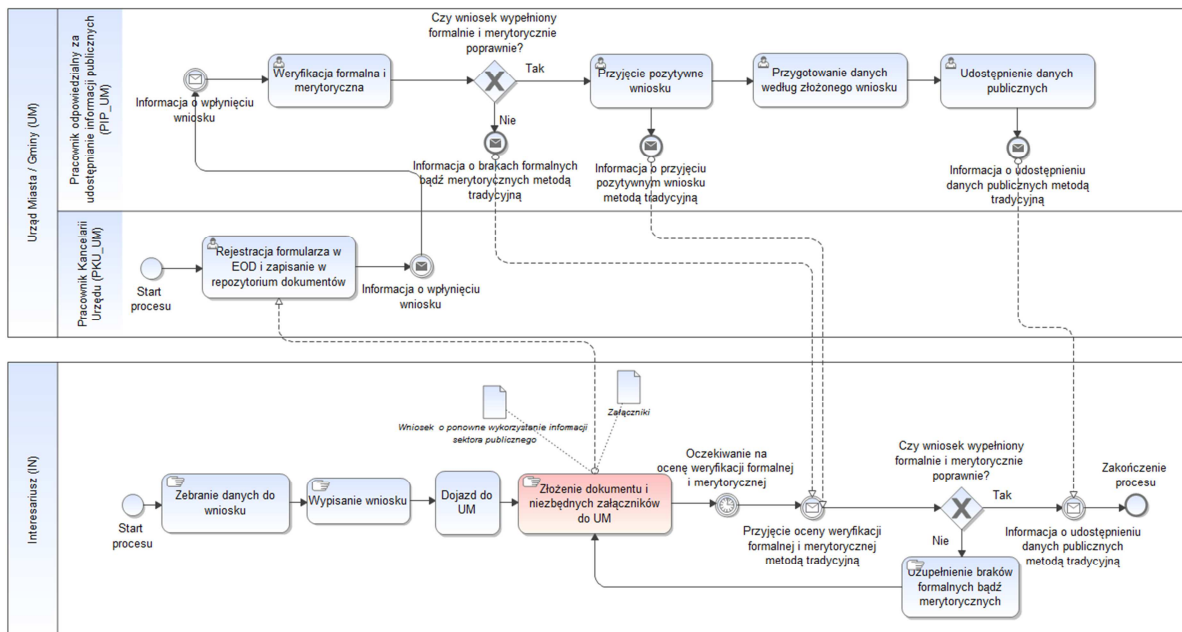 Urząd Miasta / Gminy (UM)
Pracownik odpowiedzialny za
udostępnianie informacji publicznych
(PIP_UM)
Czy wniosek wypełniony
formalnie i merytorycznie
poprawnie?
Informacja o wpłynięciu
wniosku
Weryfikacja formalna i
merytoryczna
Tak
Nie
Przyjęcie pozytywne
wniosku
Przygotowanie danych
według złożonego wniosku
Udostępnienie danych
publicznych
Informacja o brakach formalnych
bądź merytorycznych metodą
tradycyjną
Informacja o przyjęciu
pozytywnym wniosku
metodą tradycyjną
Informacja o udostępnieniu
danych publicznych metodą
tradycyjną
Pracownik Kancelarii
Urzędu (PKU_UM)
Start
procesu
Rejestracja formularza w
EOD i zapisanie w
repozytorium dokumentów
Informacja o wpłynięciu
wniosku
Interesariusz (IN)
Wniosek o ponowne wykorzystanie informacji
sektora publicznego
Załączniki
Start
procesu
Zebranie danych do
wniosku
Wypisanie wniosku
Dojazd do
UM
Złożenie dokumentu i
niezbędnych załączników
do UM
Oczekiwanie na
ocenę weryfikacji formalnej
i merytorycznej
Przyjęcie oceny weryfikacji
formalnej i merytorycznej
metodą tradycyjną
Czy wniosek wypełniony
formalnie i merytorycznie
poprawnie?
Tak
Nie
Uzupełnienie braków
formalnych bądź
merytorycznych
Informacja o udostępnieniu
danych publicznych
metodą tradycyjną
Zakończenie
procesu